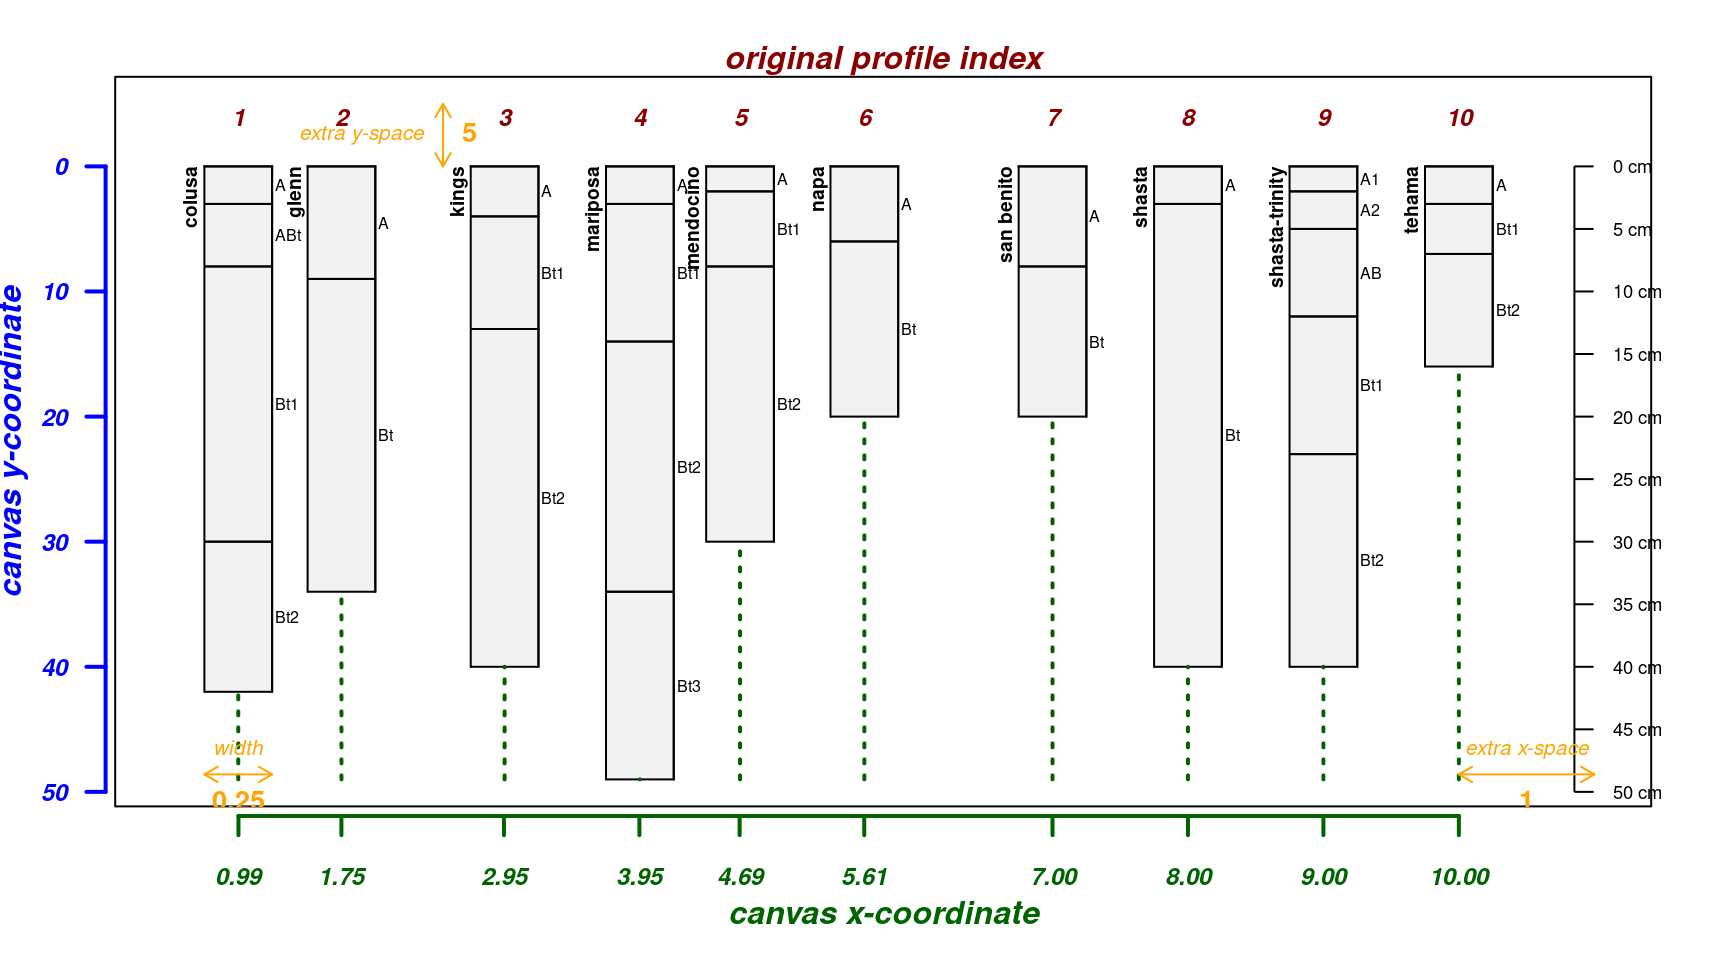 original profile index
1 2 3 4 5 6 7 8 9 10
extra y-space 5
canvas y-coordinate
0
10
20
30
40
50
colusa
A
ABt
Bt1
Bt2
glenn
A
Bt
kings
A
Bt1
Bt2
mariposa
A
Bt1
Bt2
Bt3
mendocino
A
Bt1
Bt2
napa
A
Bt
san benito
A
Bt
shasta
A
Bt
shasta-trinity
A1
A2
AB
Bt1
Bt2
tehama
A
Bt1
Bt2
0 cm
5 cm
10 cm
15 cm
20 cm
25 cm
30 cm
35 cm
40 cm
45 cm
50 cm
width
0.25
extra x-space
1
0.99 1.75 2.95 3.95 4.69 5.61 7.00 8.00 9.00 10.00
canvas x-coordinate